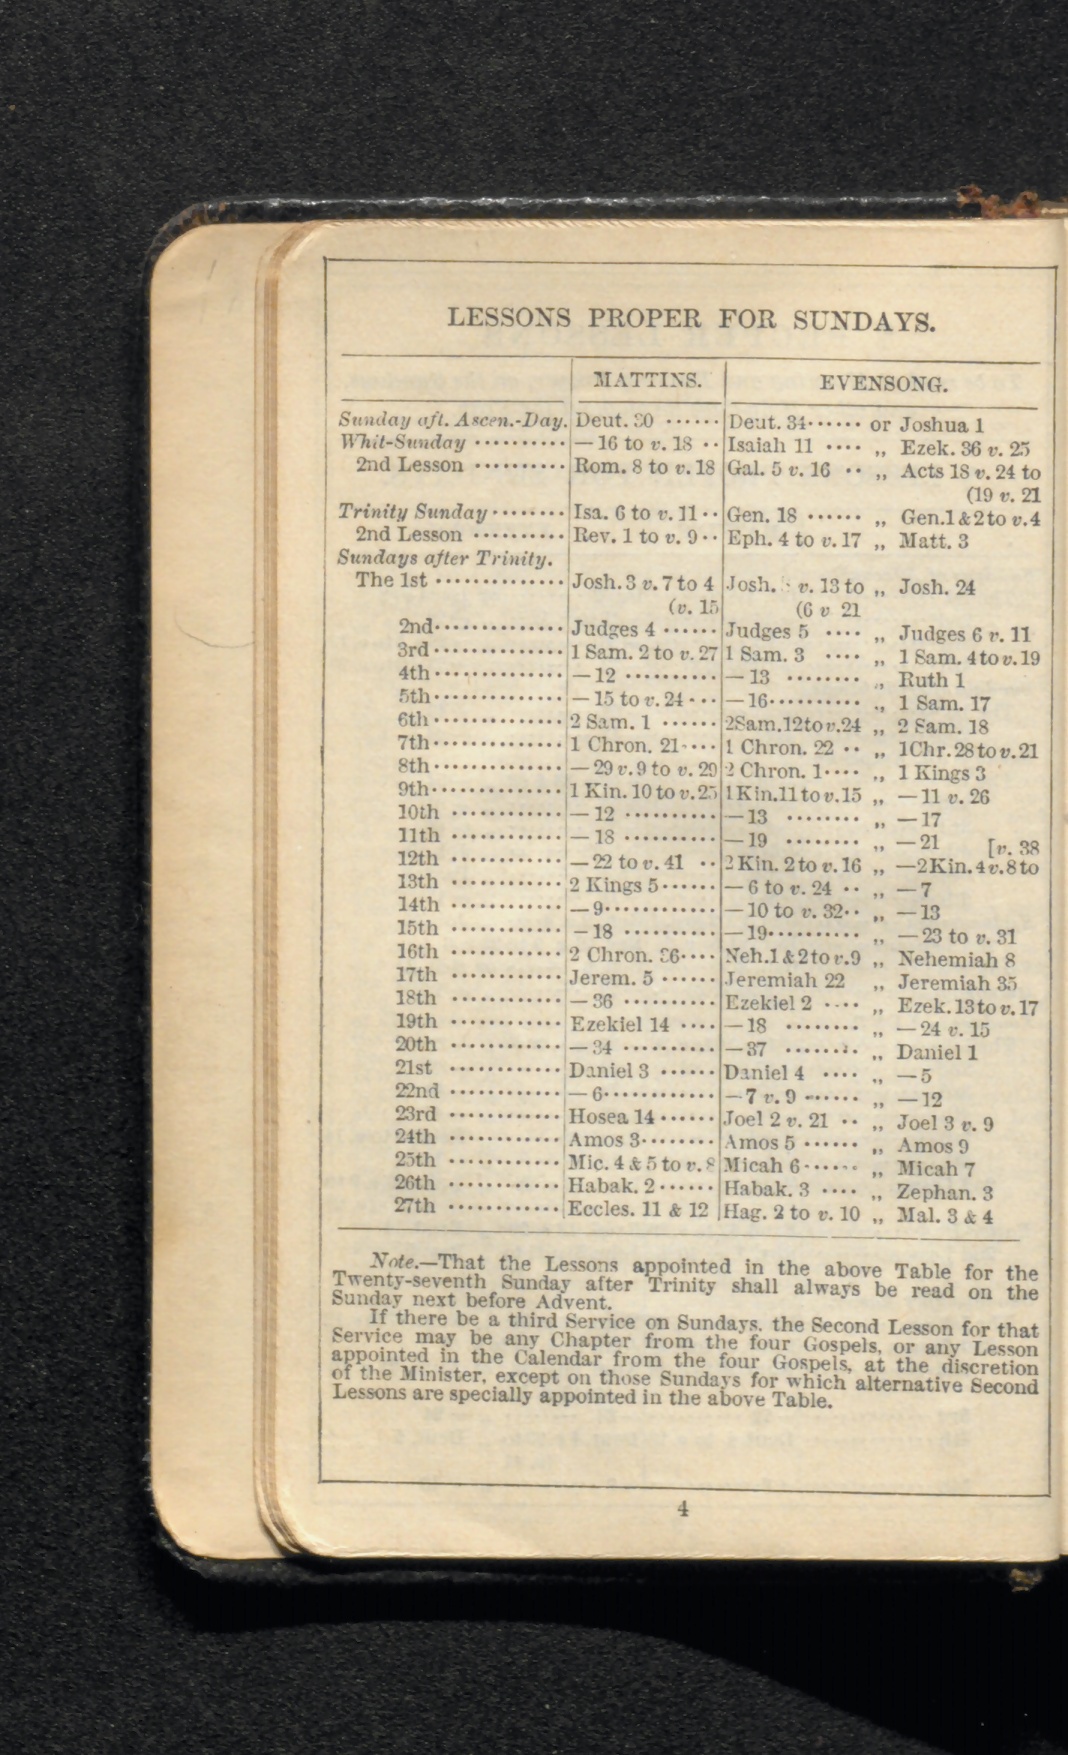 LESSONS PROPER FOR SUNDAYS.
MATTINS. EVENSONG.
Sunday aft. Ascen.-Day. Deut. 30 ······ Deut. 34······ or Joshua 1
Whit-Sunday ·········· — 16 to v. 18 ·· Isaiah 11 ···· „ Ezek. 36 v. 25
2nd Lesson ·········· Rom. 8 to v. 18 Gal. 5 v. 16 ·· „ Acts 18 v. 24 to
(19 v. 21
Trinity Sunday ········ Isa. 6 to v. 11 ·· Gen. 18 ······ „ Gen. 1 & 2 to v. 4
2nd Lesson ·········· Rev. 1 to v. 9 ·· Eph. 4 to v. 17 „ Matt. 3
Sundays after Trinity.
The 1st ·············· Josh. 3 v. 7 to 4 Josh. v. 13 to „ Josh. 24
(v. 15 (6 v 21
2nd·············· Judges 4 ······ Judges 5 ···· „ Judges 6 v. 11
3rd·············· 1 Sam. 2 to v. 27 1 Sam. 3 ···· „ 1 Sam. 4 to v. 19
4th·············· — 12 ·········· — 13 ········ „ Ruth 1
5th·············· — 15 to v. 24 ··· — 16·········· „ 1 Sam. 17
6th·············· 2 Sam. 1 ······ 2Sam.12 to v. 24 „ 2 Sam. 18
7th·············· 1 Chron. 21···· 1 Chron. 22 ·· „ 1Chr. 28 to v. 21
8th·············· — 29 v. 9 to v. 29 2 Chron. 1···· „ 1 Kings 3
9th·············· 1 Kin. 10 to v. 25 1Kin.11 to v. 15 „ — 11 v. 26
10th ············ — 12 ·········· — 13 ········ „ — 17
11th ············ — 18 ·········· — 19 ········ „ — 21 [v. 38
12th ············ — 22 to v. 41 ·· 2 Kin. 2 to v. 16 „ —2Kin. 4 v. 8 to
13th ············ 2 Kings 5······ — 6 to v. 24 ·· „ — 7
14th ············ — 9············ — 10 to v. 32·· „ — 13
15th ············ — 18 ·········· — 19·········· „ — 23 to v. 31
16th ············ 2 Chron. 36···· Neh. 1 & 2 to v. 9 „ Nehemiah 8
17th ············ Jerem. 5 ······ Jeremiah 22 „ Jeremiah 35
18th ············ — 36 ·········· Ezekiel 2 ···· „ Ezek. 13 to v. 17
19th ············ Ezekiel 14 ···· — 18 ········ „ — 24 v. 15
20th ············ — 34 ·········· — 37 ········ „ Daniel 1
21st ············ Daniel 3 ······ Daniel 4 ···· „ — 5
22nd ············ — 6············ — 7 v. 9 ······ „ — 12
23rd ············ Hosea 14 ······ Joel 2 v. 21 ·· „ Joel 3 v. 9
24th ············ Amos 3········ Amos 5 ······ „ Amos 9
25th ············ Mic. 4 & 5 to v. 8 Micah 6 ······ „ Micah 7
26th ············ Habak. 2······ Habak. 3 ···· „ Zephan. 3
27th ············ Eccles. 11 & 12 Hag. 2 to v. 10 „ Mal. 3 & 4
Note.—That the Lessons appointed in the above Table for the
Twenty-seventh Sunday after Trinity shall always be read on the
Sunday next before Advent.
If there be a third Service on Sundays, the Second Lesson for that
Service may be any Chapter from the four Gospels, or any Lesson
appointed in the Calendar from the four Gospels, at the discretion
of the Minister, except on those Sundays for which alternative Second
Lessons are specially appointed in the above Table.
4